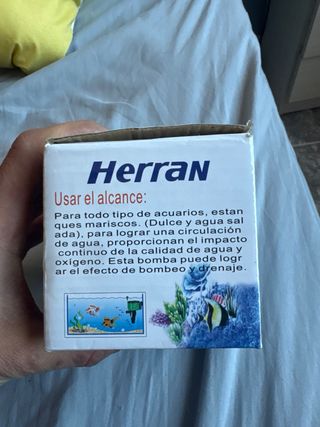 HERRAN
Usar el alcance:
Para todo tipo de acuarios, estan
ques mariscos. (Dulce y agua sal
ada), para lograr una circulación
de agua, proporcionan el impacto
continuo de la calidad de agua y
oxígeno. Esta bomba puede logr
ar el efecto de bombeo y drenaje.